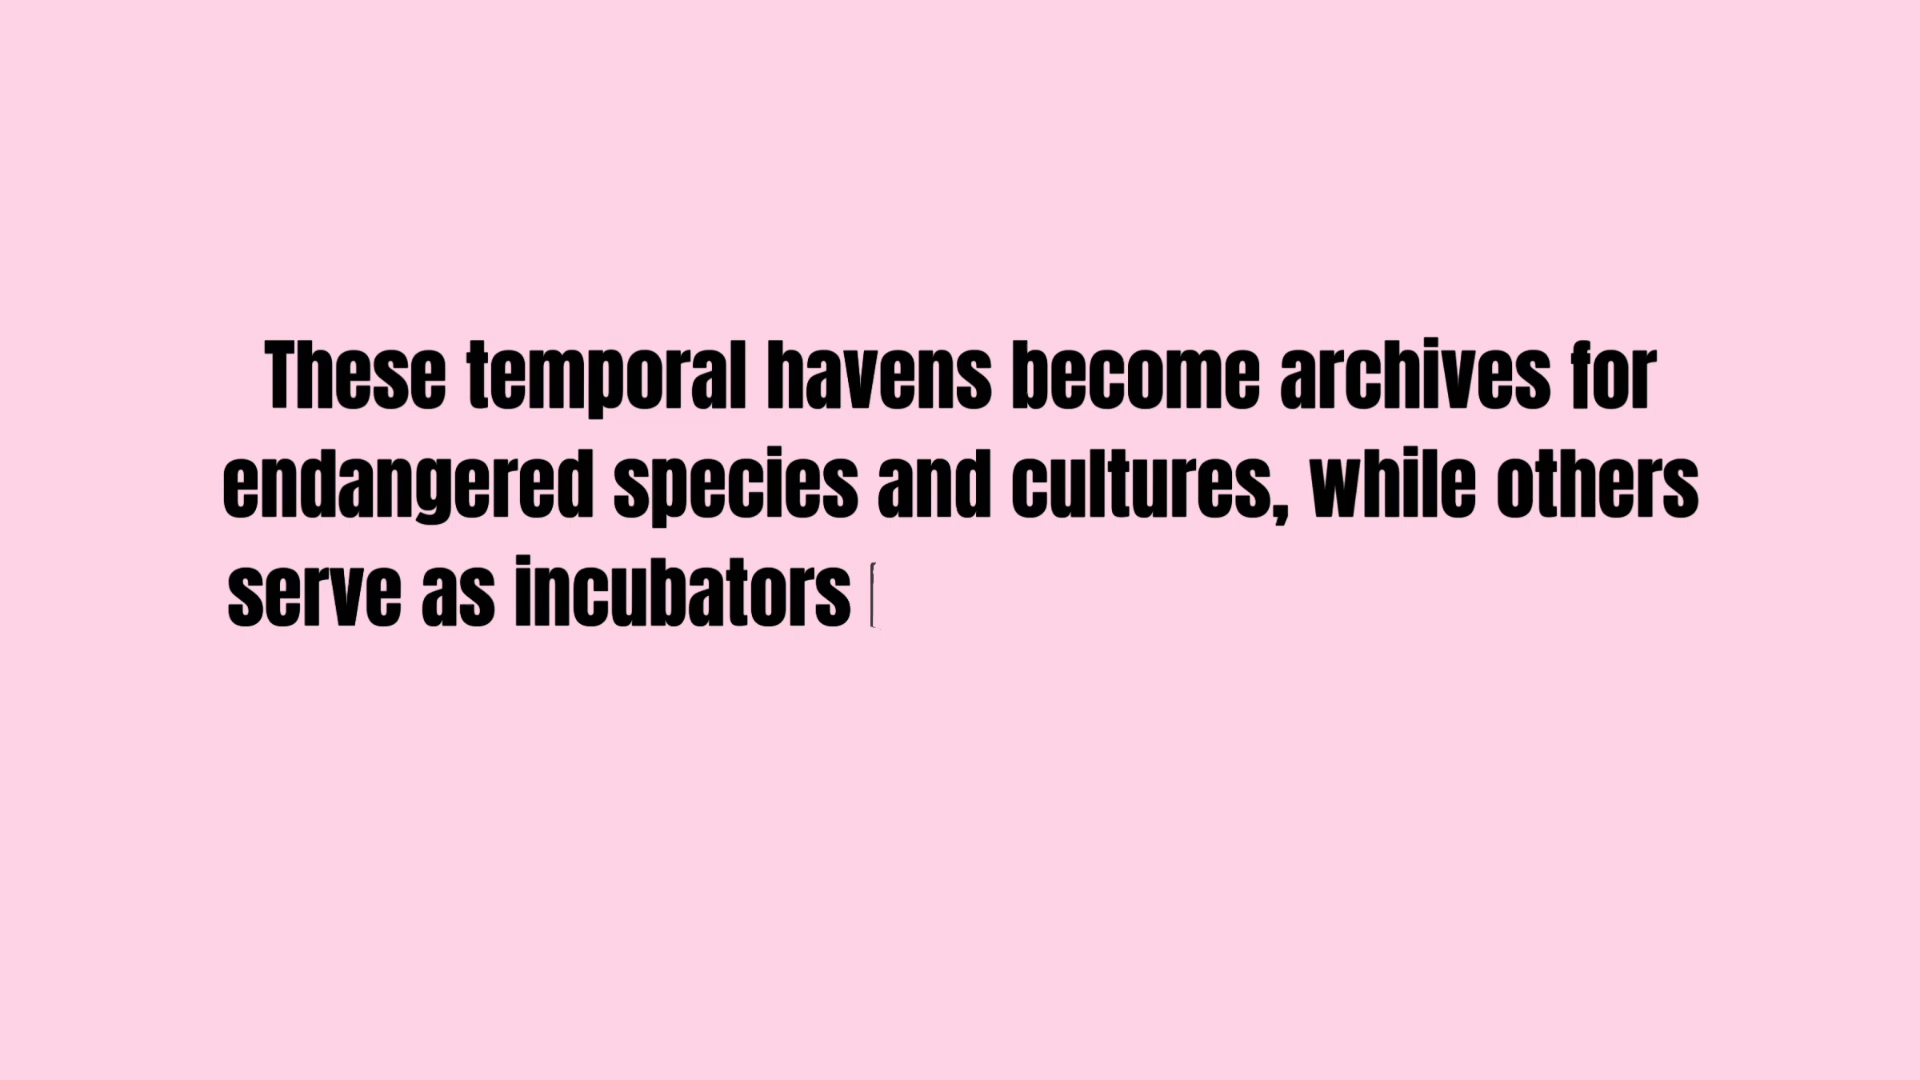 These temporal havens become archives for
endangered species and cultures, while others
serve as incubators